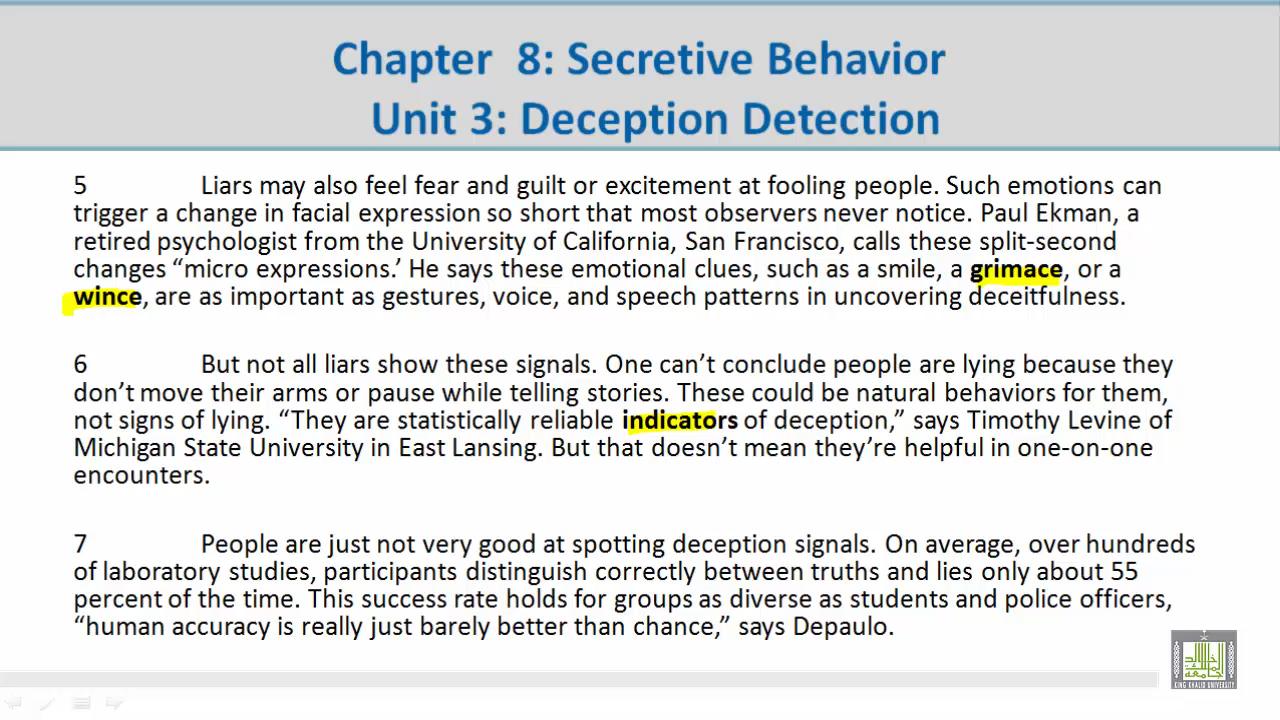 Chapter 8: Secretive Behavior
Unit 3: Deception Detection
5 Liars may also feel fear and guilt or excitement at fooling people. Such emotions can
trigger a change in facial expression so short that most observers never notice. Paul Ekman, a
retired psychologist from the University of California, San Francisco, calls these split-second
changes “micro expressions.’ He says these emotional clues, such as a smile, a grimace, or a
wince, are as important as gestures, voice, and speech patterns in uncovering deceitfulness.
6 But not all liars show these signals. One can’t conclude people are lying because they
don’t move their arms or pause while telling stories. These could be natural behaviors for them,
not signs of lying. “They are statistically reliable indicators of deception,” says Timothy Levine of
Michigan State University in East Lansing. But that doesn’t mean they’re helpful in one-on-one
encounters.
7 People are just not very good at spotting deception signals. On average, over hundreds
of laboratory studies, participants distinguish correctly between truths and lies only about 55
percent of the time. This success rate holds for groups as diverse as students and police officers,
“human accuracy is really just barely better than chance,” says Depaulo.
KING KHALID UNIVERSITY